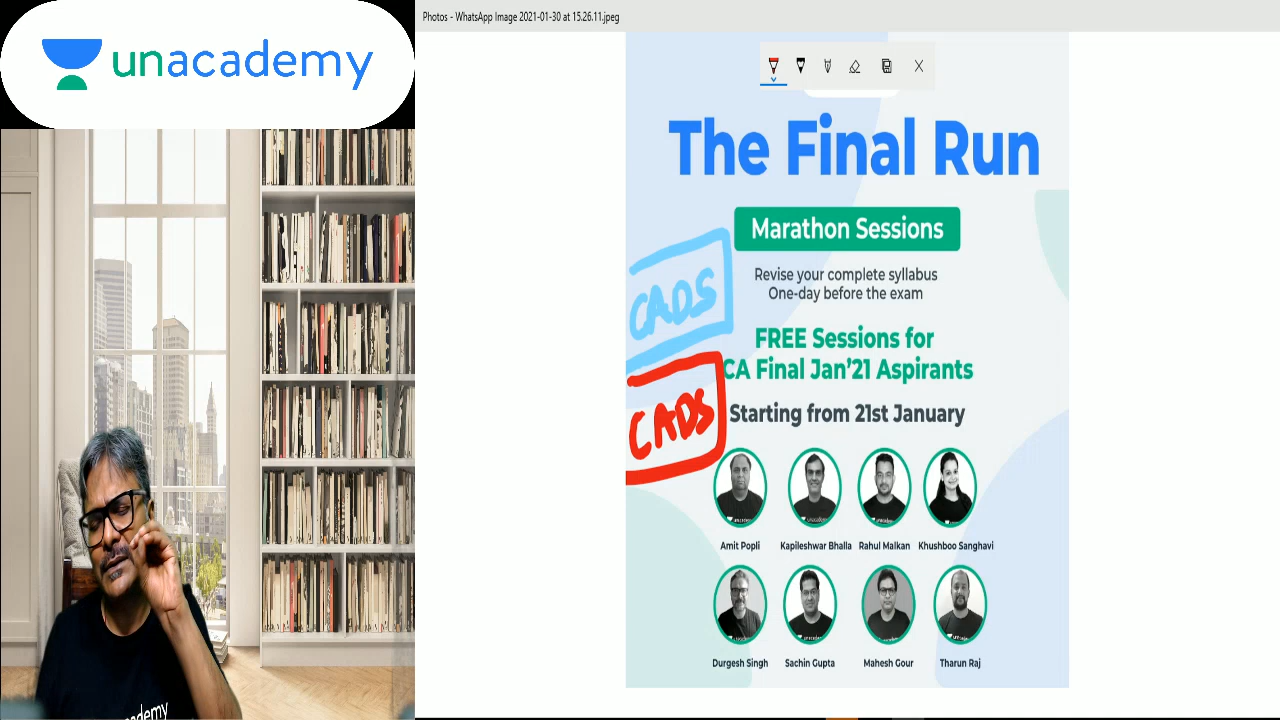 unacademy
Photos - WhatsApp Image 2021-01-30 at 15.26.11.jpeg
The Final Run
Marathon Sessions
Revise your complete syllabus
One-day before the exam
CADS
FREE Sessions for
CA Final Jan'21 Aspirants
CADS
Starting from 21st January
Amit Popli
Kapileshwar Bhalla
Rahul Malkan
Khushboo Sanghavi
Durgesh Singh
Sachin Gupta
Mahesh Gour
Tharun Raj